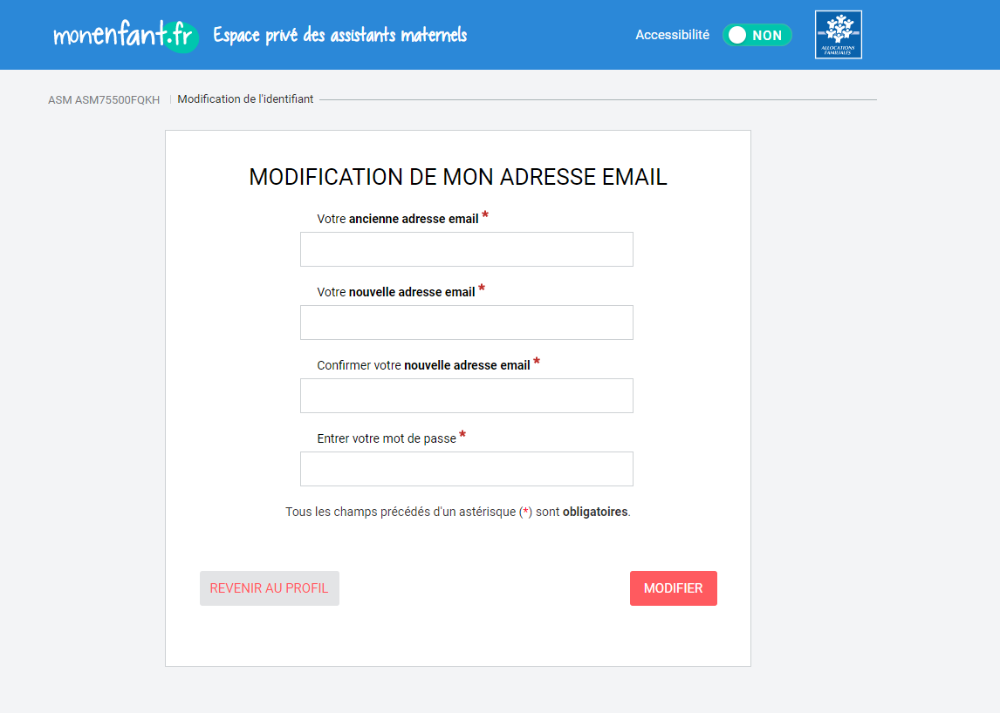 monenfant.fr Espace privé des assistants maternels Accessibilité NON
ALLOCATIONS
FAMILIALES
ASM ASM75500FQKH Modification de l'identifiant
MODIFICATION DE MON ADRESSE EMAIL
Votre ancienne adresse email *
Votre nouvelle adresse email *
Confirmer votre nouvelle adresse email *
Entrer votre mot de passe *
Tous les champs précédés d'un astérisque (*) sont obligatoires.
REVENIR AU PROFIL MODIFIER